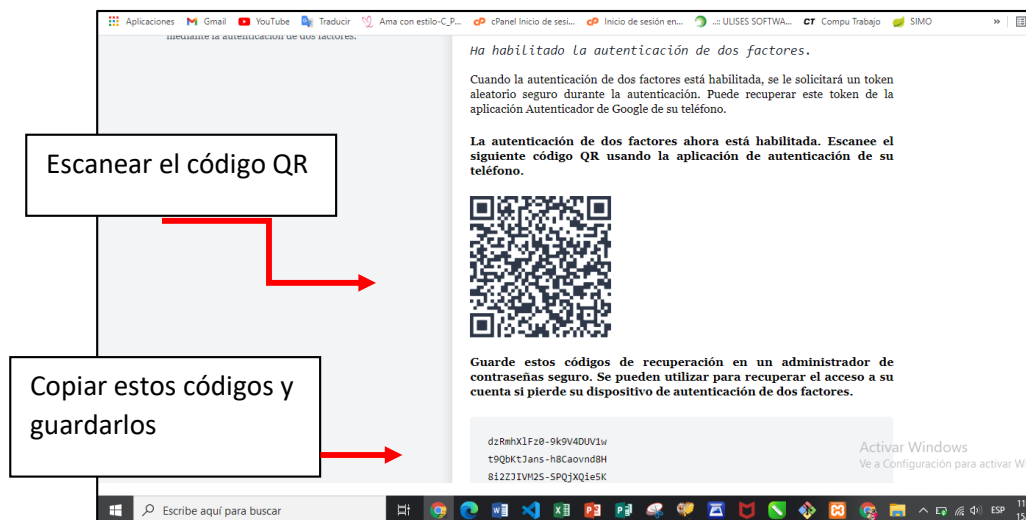 Aplicaciones Gmail YouTube Traducir Ama con estilo-C_P... cPanel Inicio de sesi... Inicio de sesión en... ..:: ULISES SOFTWA... CT Compu Trabajo SIMO »
mediante la autenticación de dos factores.
Ha habilitado la autenticación de dos factores.
Cuando la autenticación de dos factores está habilitada, se le solicitará un token
aleatorio seguro durante la autenticación. Puede recuperar este token de la
aplicación Autenticador de Google de su teléfono.
La autenticación de dos factores ahora está habilitada. Escanee el
siguiente código QR usando la aplicación de autenticación de su
teléfono.
Escanear el código QR
Guarde estos códigos de recuperación en un administrador de
contraseñas seguro. Se pueden utilizar para recuperar el acceso a su
cuenta si pierde su dispositivo de autenticación de dos factores.
Copiar estos códigos y
guardarlos
dzRmhXlFz0-9k9V4DUV1w
t9QbKtJans-h8Caovnd8H
8i2ZJIVM2S-SPQjXQie5K
Activar Windows
Ve a Configuración para activar W
Escribe aquí para buscar
ESP